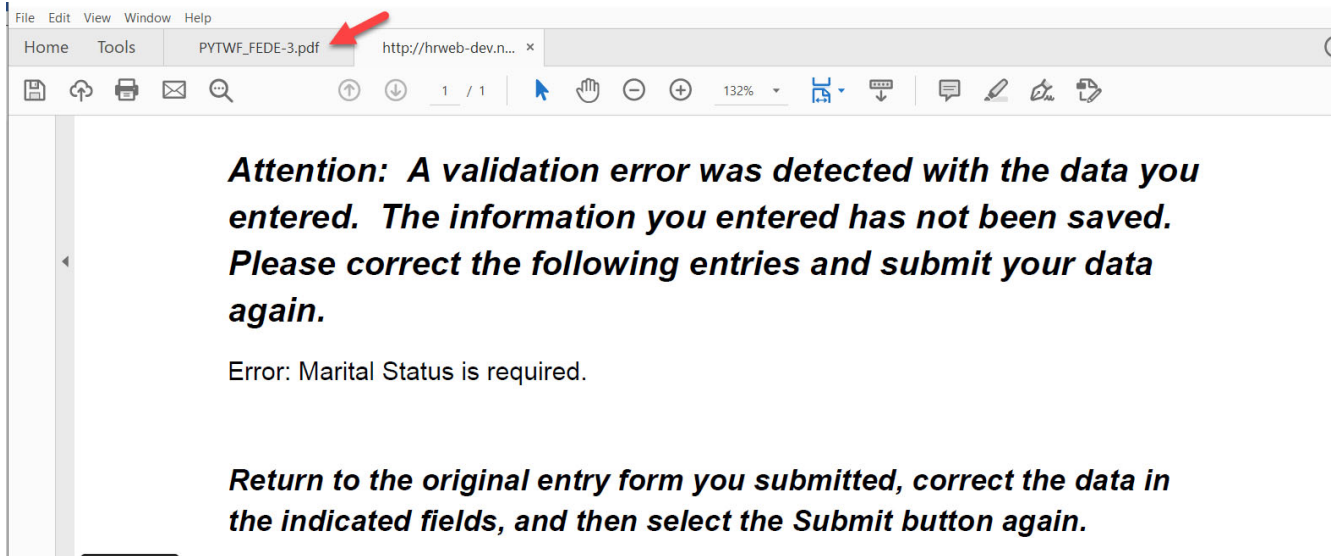 File Edit View Window Help
Home Tools PYTWF_FEDE-3.pdf http://hrweb-dev.n... ×
1 / 1 132%
Attention: A validation error was detected with the data you
entered. The information you entered has not been saved.
Please correct the following entries and submit your data
again.
Error: Marital Status is required.
Return to the original entry form you submitted, correct the data in
the indicated fields, and then select the Submit button again.